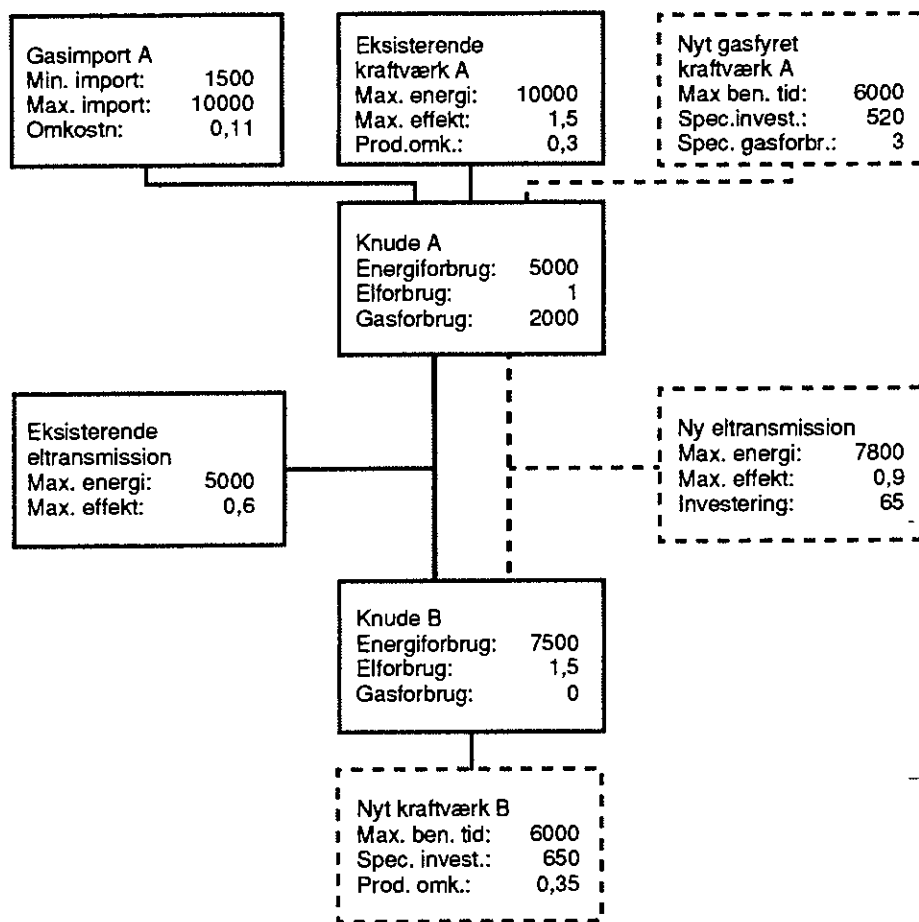 Gasimport A
Min. import: 1500
Max. import: 10000
Omkostn: 0,11
Eksisterende
kraftværk A
Max. energi: 10000
Max. effekt: 1,5
Prod.omk.: 0,3
Nyt gasfyret
kraftværk A
Max ben. tid: 6000
Spec.invest.: 520
Spec. gasforbr.: 3
Knude A
Energiforbrug: 5000
Elforbrug: 1
Gasforbrug: 2000
Eksisterende
eltransmission
Max. energi: 5000
Max. effekt: 0,6
Ny eltransmission
Max. energi: 7800
Max. effekt: 0,9
Investering: 65
Knude B
Energiforbrug: 7500
Elforbrug: 1,5
Gasforbrug: 0
Nyt kraftværk B
Max. ben. tid: 6000
Spec. invest.: 650
Prod. omk.: 0,35